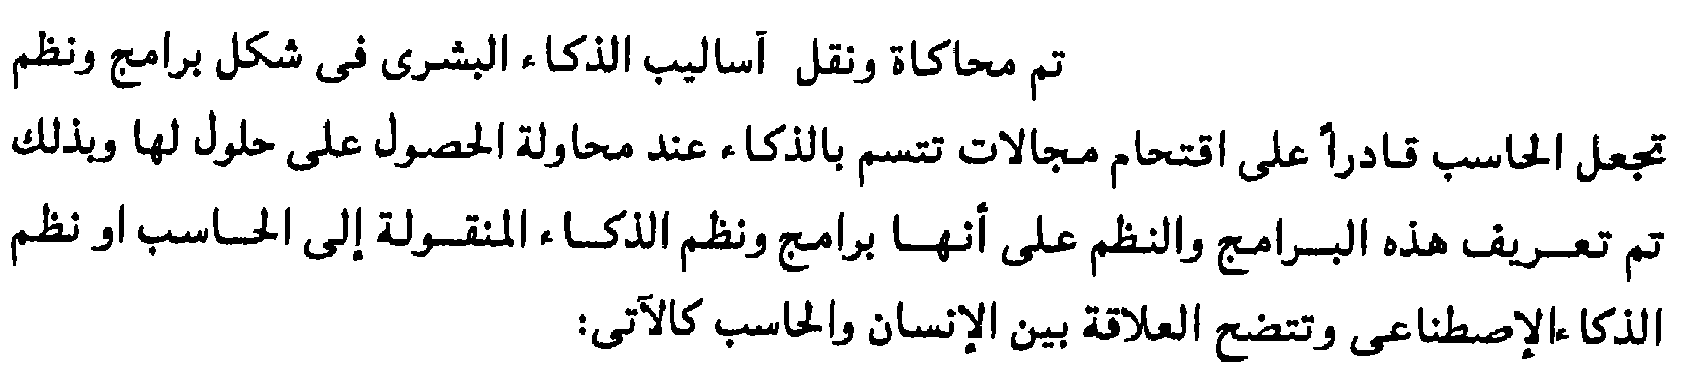 تم محاكاة ونقل آساليب الذكاء البشرى فى شكل برامج ونظم
تجعل الحاسب قادراً على اقتحام مجالات تتسم بالذكاء عند محاولة الحصول على حلول لها وبذلك
تم تعريف هذه البرامج والنظم على أنها برامج ونظم الذكاء المنقولة إلى الحاسب او نظم
الذكاء الإصطناعى وتتضح العلاقة بين الإنسان والحاسب كالآتى: